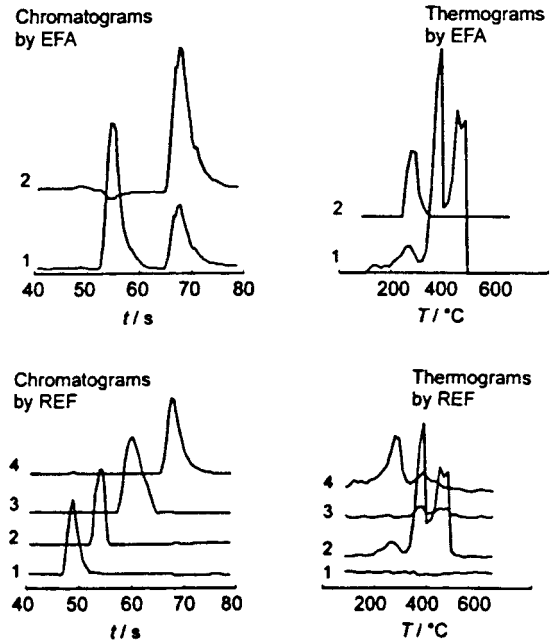 Chromatograms
by EFA
Thermograms
by EFA
2
1
40 50 60 70 80
t / s
2
1
200 400 600
T / °C
Chromatograms
by REF
Thermograms
by REF
4
3
2
1
40 50 60 70 80
t / s
4
3
2
1
200 400 600
T / °C